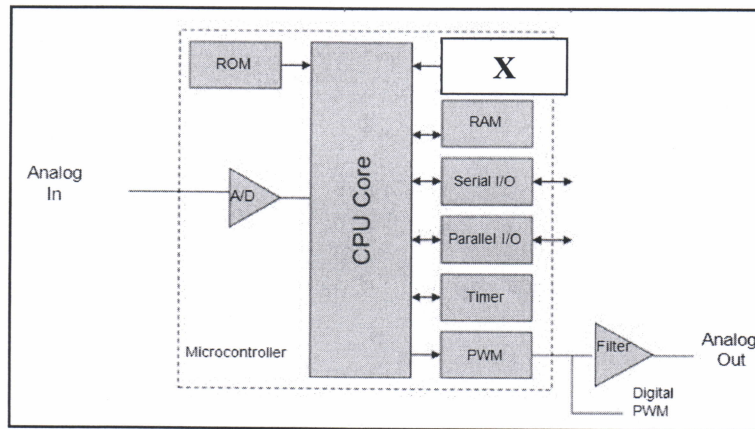 ROM
X
RAM
Analog
In
A/D
CPU Core
Serial I/O
Parallel I/O
Timer
Microcontroller
PWM
Filter
Analog
Out
Digital
PWM